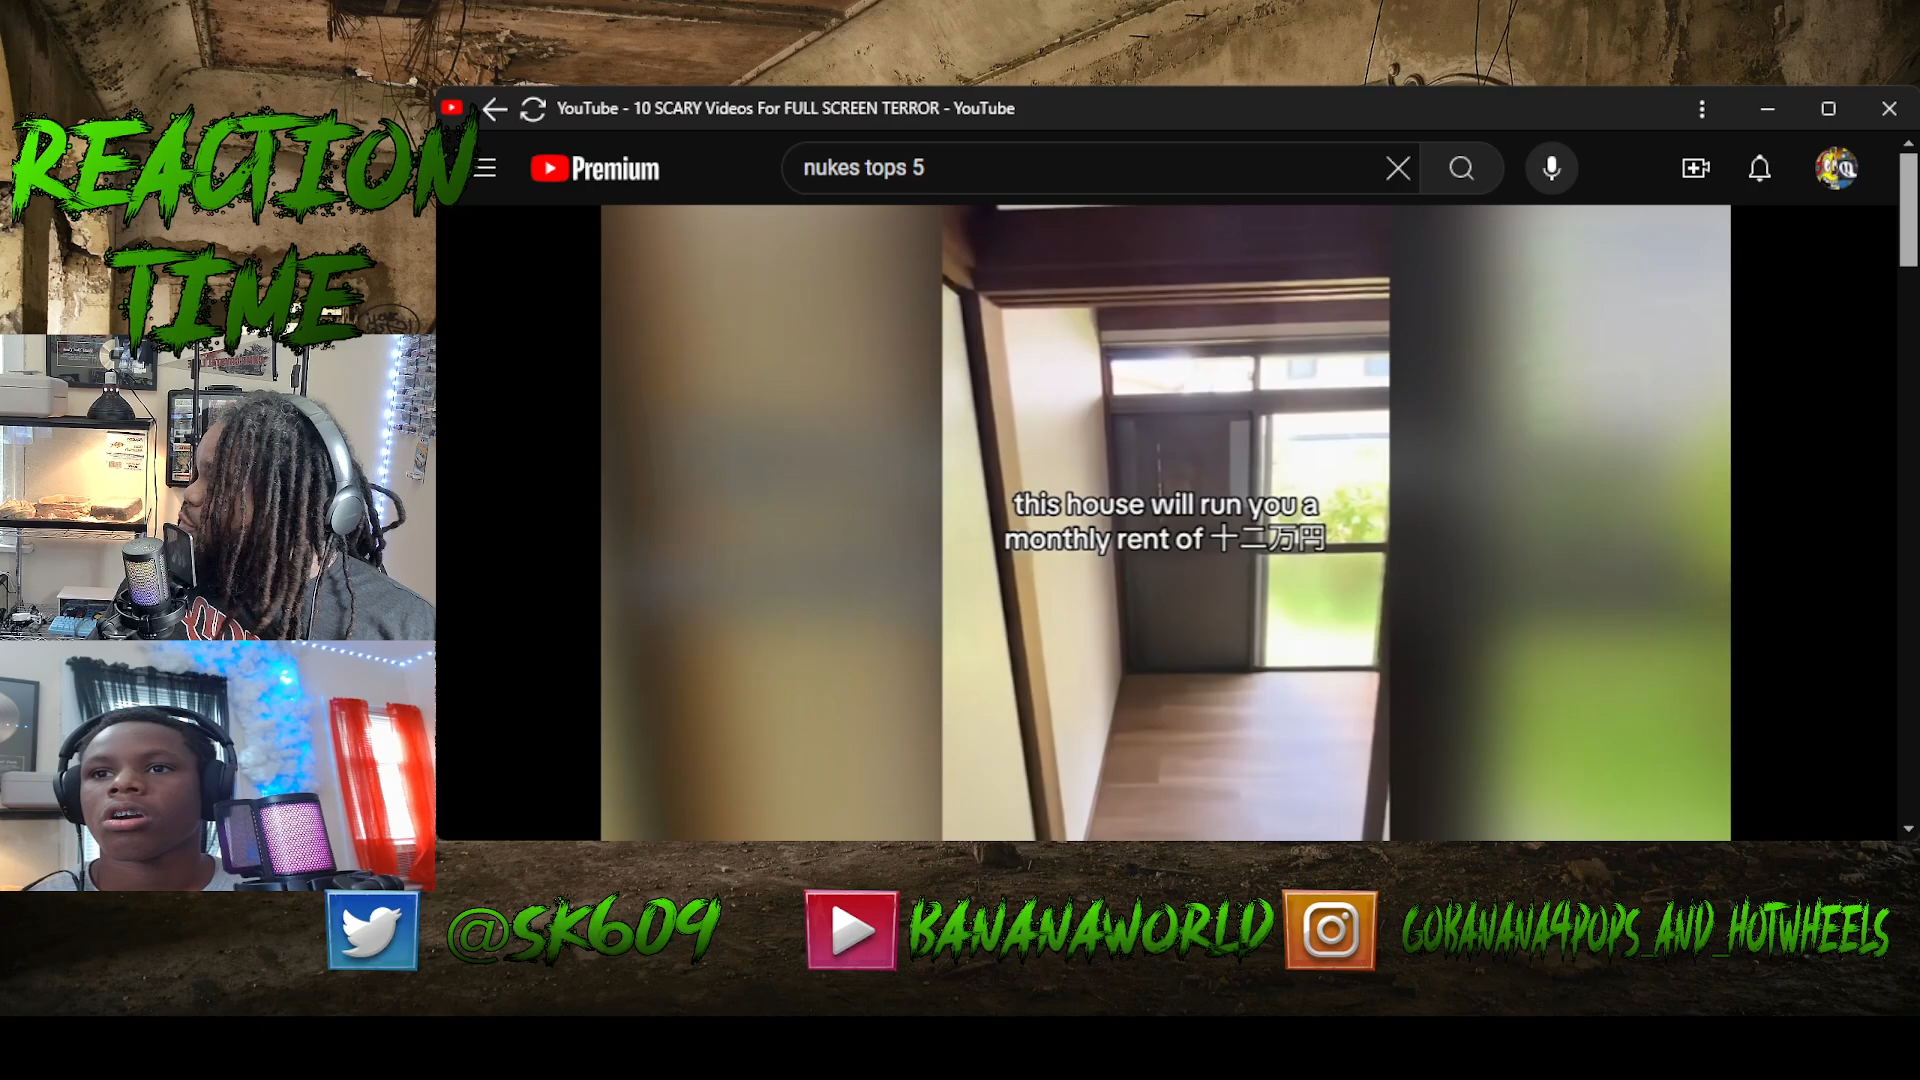 REACTION
TIME
YouTube - 10 SCARY Videos For FULL SCREEN TERROR - YouTube
Premium
nukes tops 5
this house will run you a
monthly rent of 十二万円
@SK609
BANANAWORLD
GOBANANA4POPS_AND_HOTWHEELS